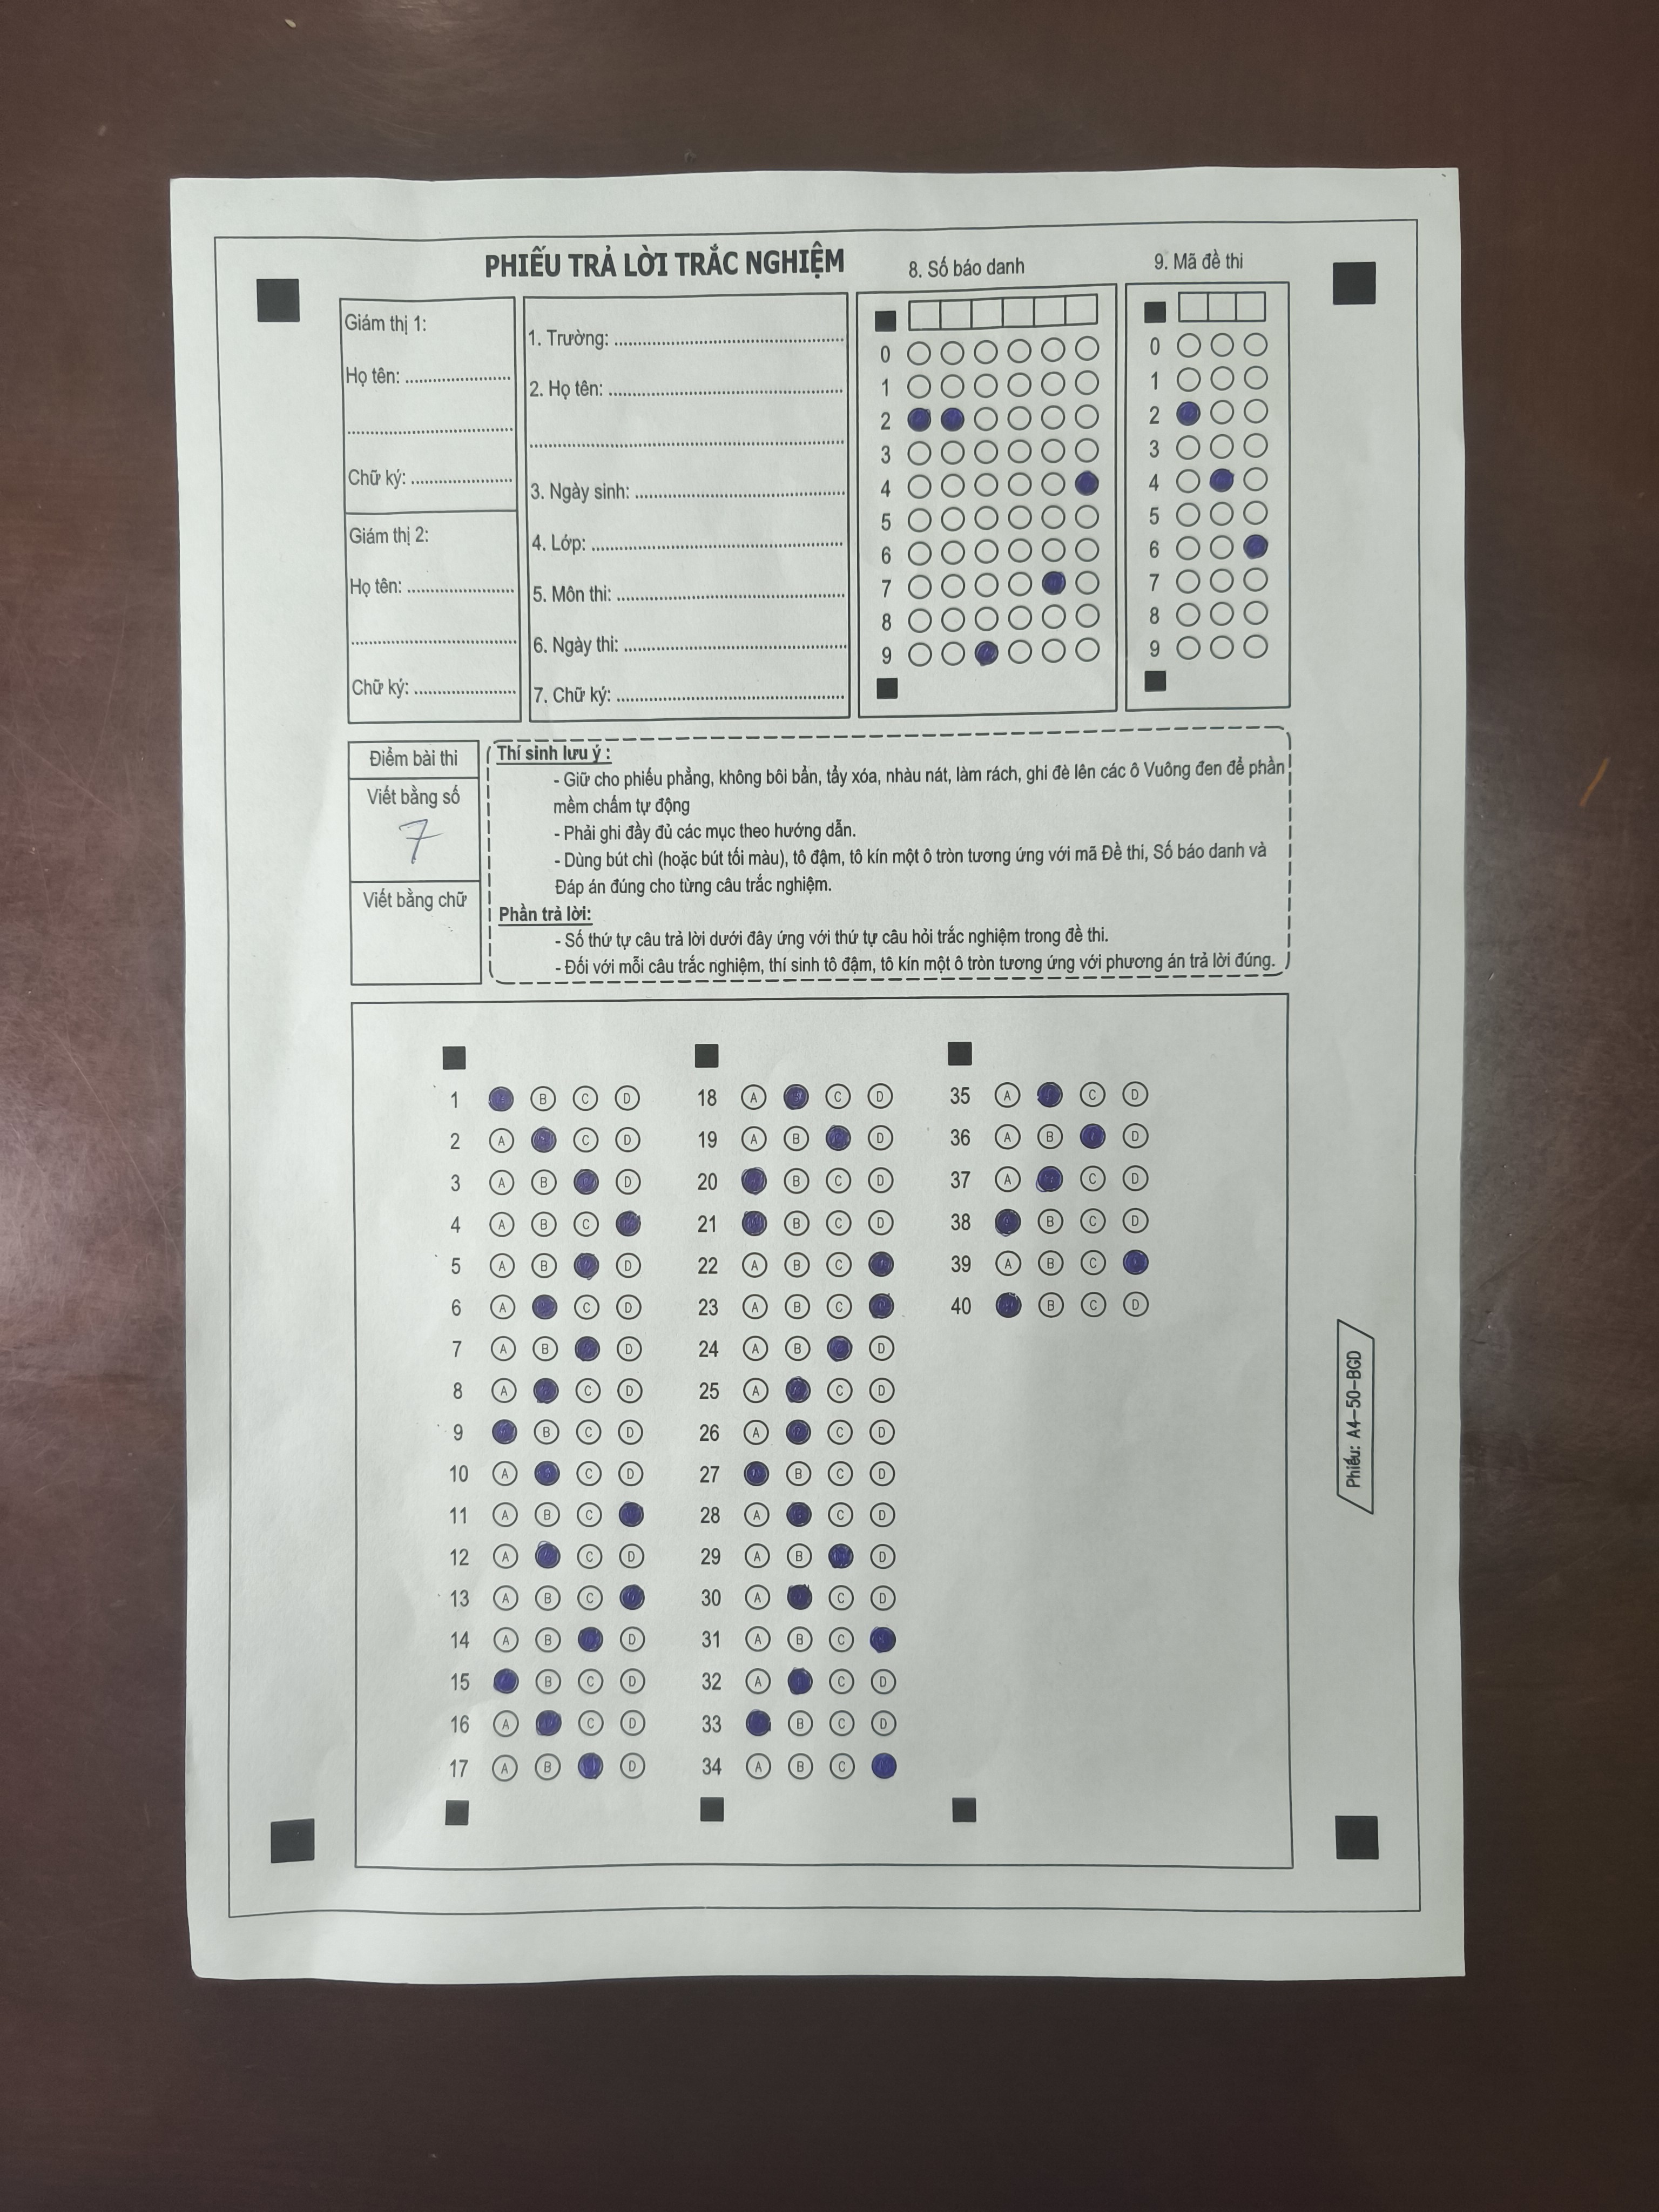 PHIẾU TRẢ LỜI TRẮC NGHIỆM
8. Số báo danh
9. Mã đề thi
Giám thị 1:
Họ tên: ........................
........................................
Chữ ký: ........................
Giám thị 2:
Họ tên: ........................
........................................
Chữ ký: ........................
1. Trường: ........................................
2. Họ tên: ........................................
........................................
3. Ngày sinh: ........................................
4. Lớp: ........................................
5. Môn thi: ........................................
6. Ngày thi: ........................................
7. Chữ ký: ........................................
0
1
2
3
4
5
6
7
8
9
0
1
2
3
4
5
6
7
8
9
Điểm bài thi
Viết bằng số
7
Viết bằng chữ
Thí sinh lưu ý :
- Giữ cho phiếu phẳng, không bôi bẩn, tẩy xóa, nhàu nát, làm rách, ghi đè lên các ô Vuông đen để phần
mềm chấm tự động
- Phải ghi đầy đủ các mục theo hướng dẫn.
- Dùng bút chì (hoặc bút tối màu), tô đậm, tô kín một ô tròn tương ứng với mã Đề thi, Số báo danh và
Đáp án đúng cho từng câu trắc nghiệm.
Phần trả lời:
- Số thứ tự câu trả lời dưới đây ứng với thứ tự câu hỏi trắc nghiệm trong đề thi.
- Đối với mỗi câu trắc nghiệm, thí sinh tô đậm, tô kín một ô tròn tương ứng với phương án trả lời đúng.
1 B C D
2 A C D
3 A B D
4 A B C
5 A B D
6 A C D
7 A B D
8 A C D
9 B C D
10 A C D
11 A B C
12 A C D
13 A B C
14 A B D
15 B C D
16 A C D
17 A B D
18 A C D
19 A B D
20 B C D
21 B C D
22 A B C
23 A B C
24 A B D
25 A C D
26 A C D
27 B C D
28 A C D
29 A B D
30 A C D
31 A B C
32 A C D
33 B C D
34 A B C
35 A C D
36 A B D
37 A C D
38 B C D
39 A B C
40 B C D
Phiếu: A4-50-BGD